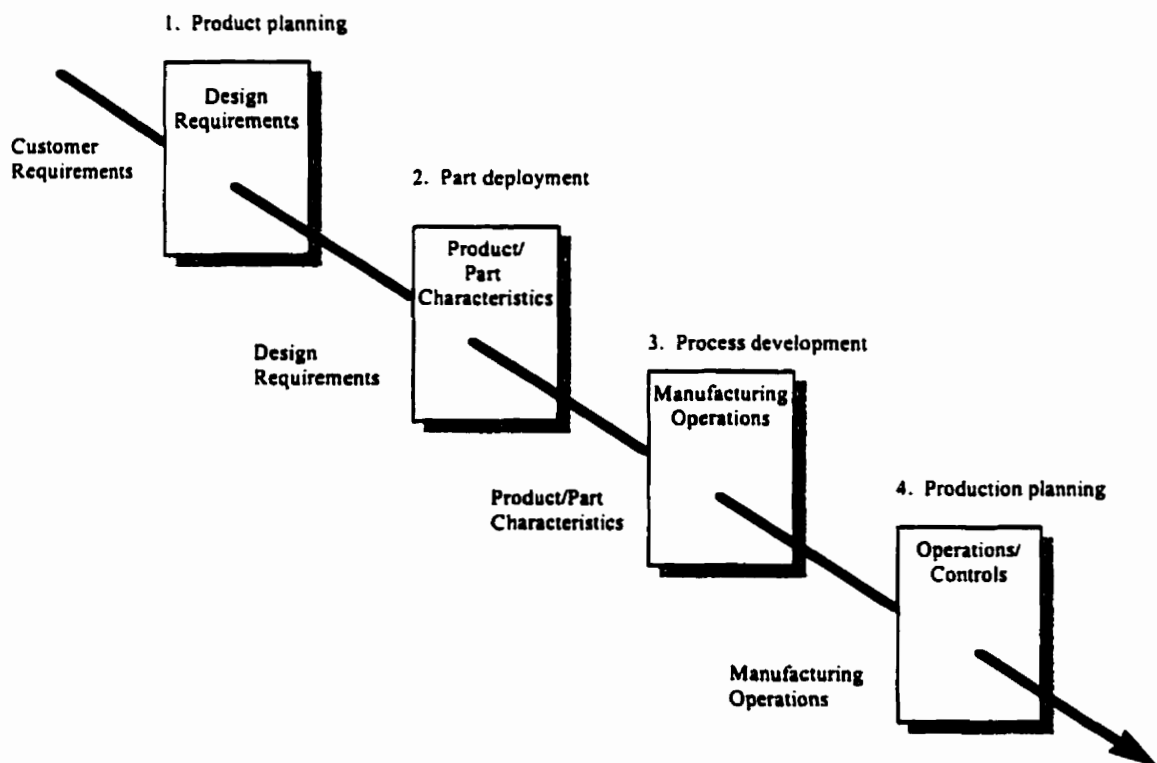 1. Product planning
Design
Requirements
Customer
Requirements
2. Part deployment
Product/
Part
Characteristics
Design
Requirements
3. Process development
Manufacturing
Operations
Product/Part
Characteristics
4. Production planning
Operations/
Controls
Manufacturing
Operations